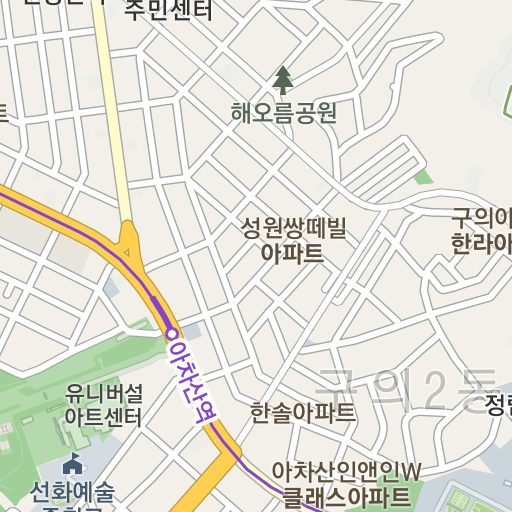 주민센터
해오름공원
성원쌍떼빌
아파트
구의아
한라아
아차산역
유니버설
아트센터
구의2동
한솔아파트
아차산인앤인W
클래스아파트
선화예술